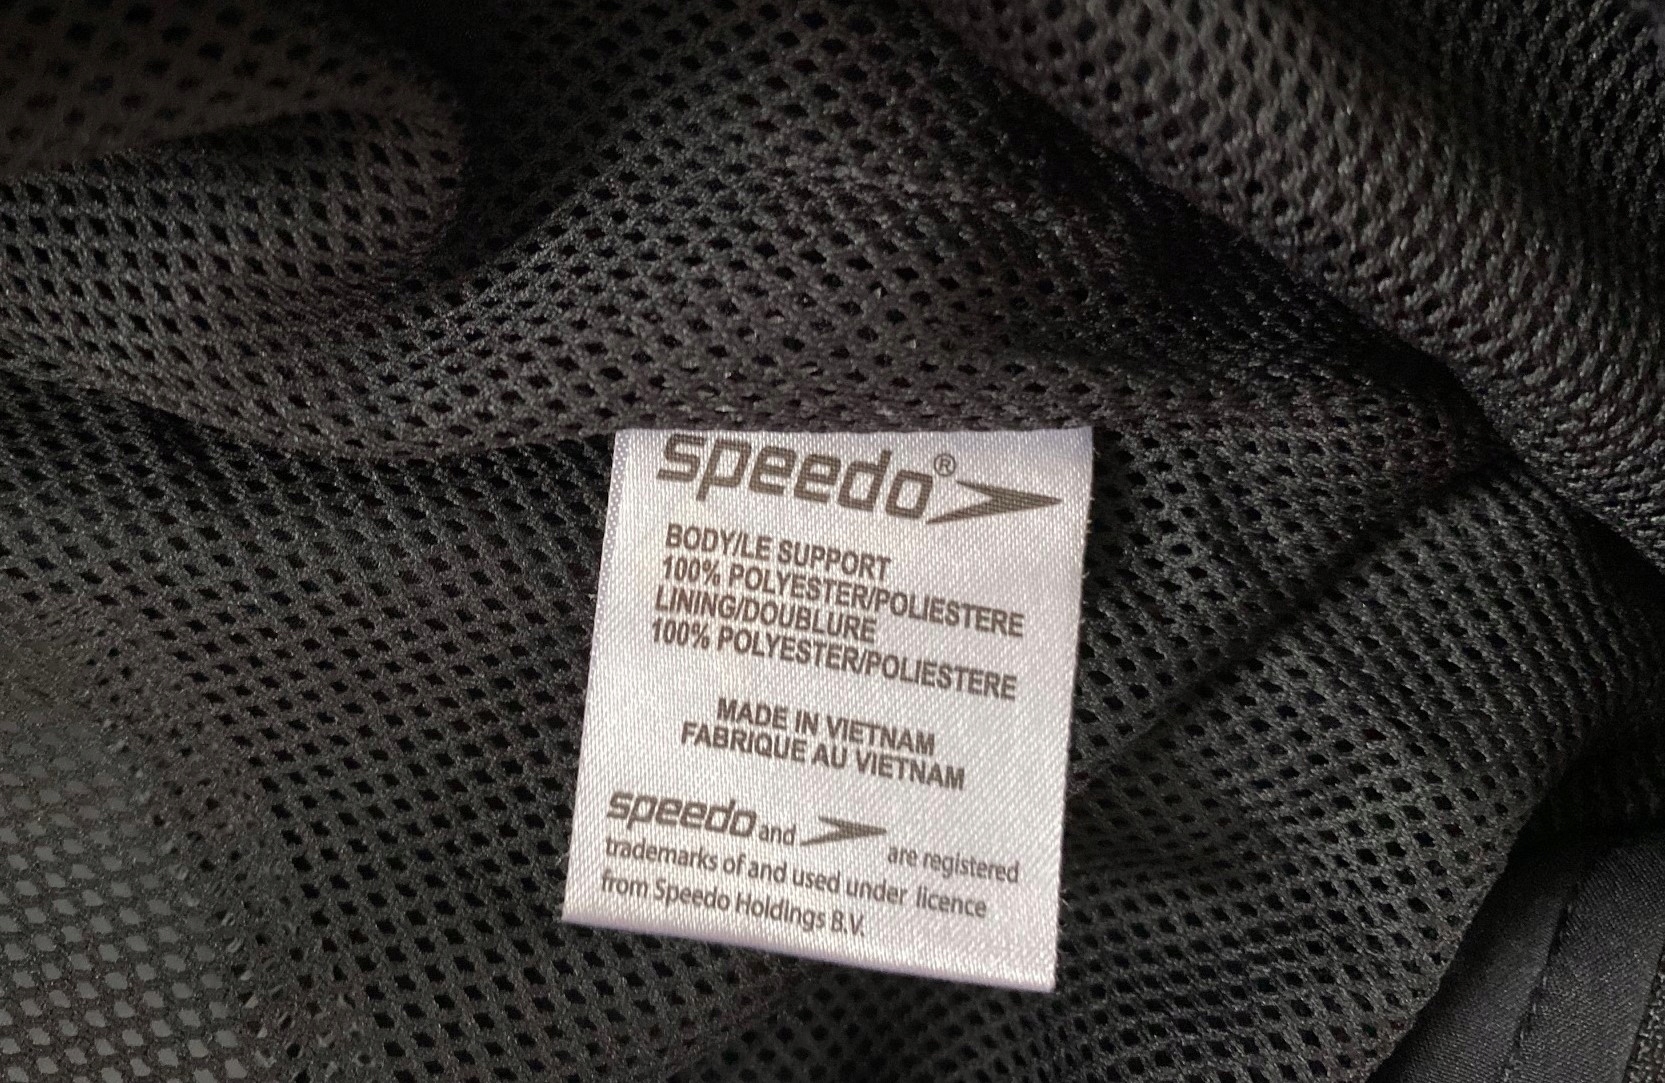 speedo®
BODY/LE SUPPORT
100% POLYESTER/POLIESTERE
LINING/DOUBLURE
100% POLYESTER/POLIESTERE
MADE IN VIETNAM
FABRIQUE AU VIETNAM
speedo and are registered
trademarks of and used under licence
from Speedo Holdings B.V.